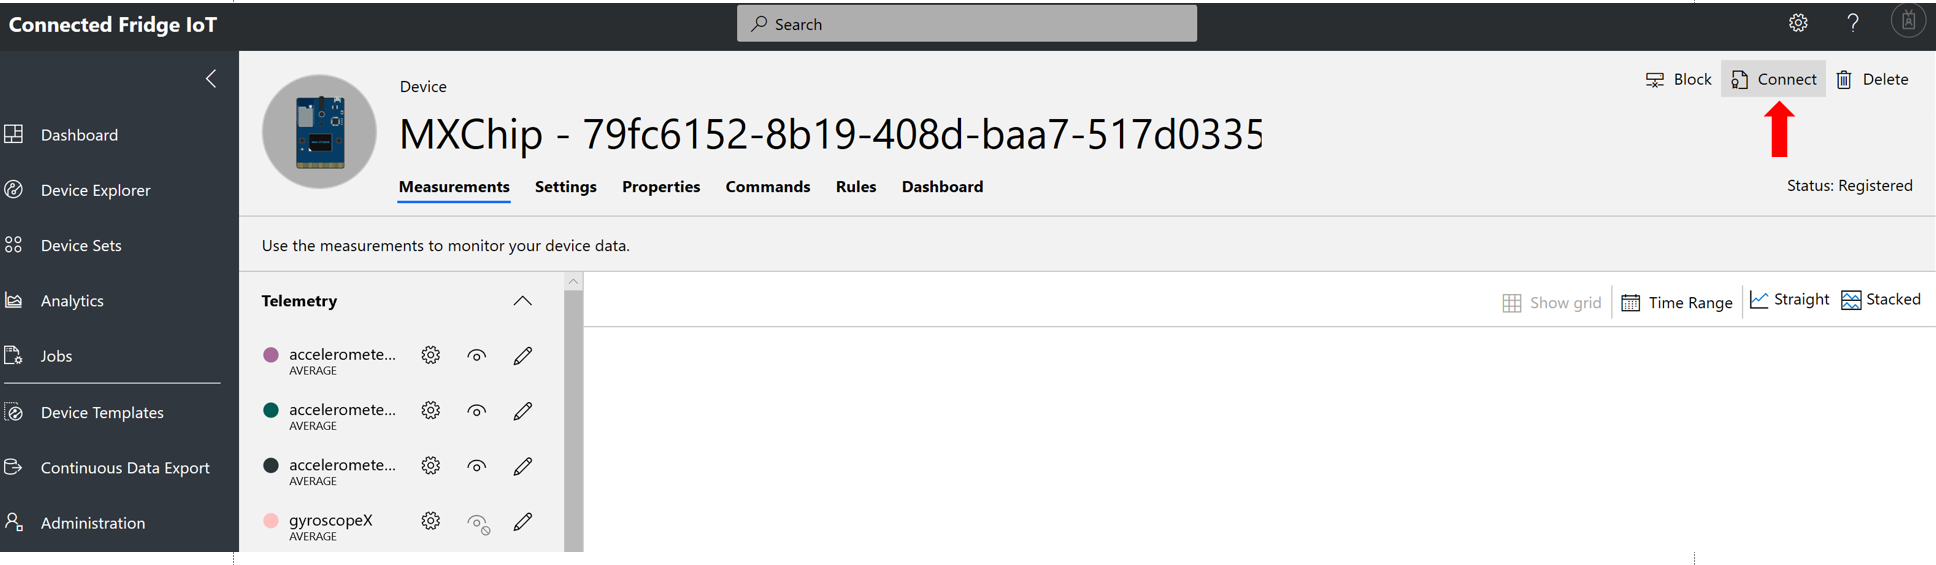 Connected Fridge IoT
Search
?
Dashboard
Device Explorer
Device Sets
Analytics
Jobs
Device Templates
Continuous Data Export
Administration
Device
MXChip - 79fc6152-8b19-408d-baa7-517d0335
Block
Connect
Delete
Measurements Settings Properties Commands Rules Dashboard
Status: Registered
Use the measurements to monitor your device data.
Telemetry
acceleromete...
AVERAGE
acceleromete...
AVERAGE
acceleromete...
AVERAGE
gyroscopeX
AVERAGE
Show grid
Time Range
Straight
Stacked